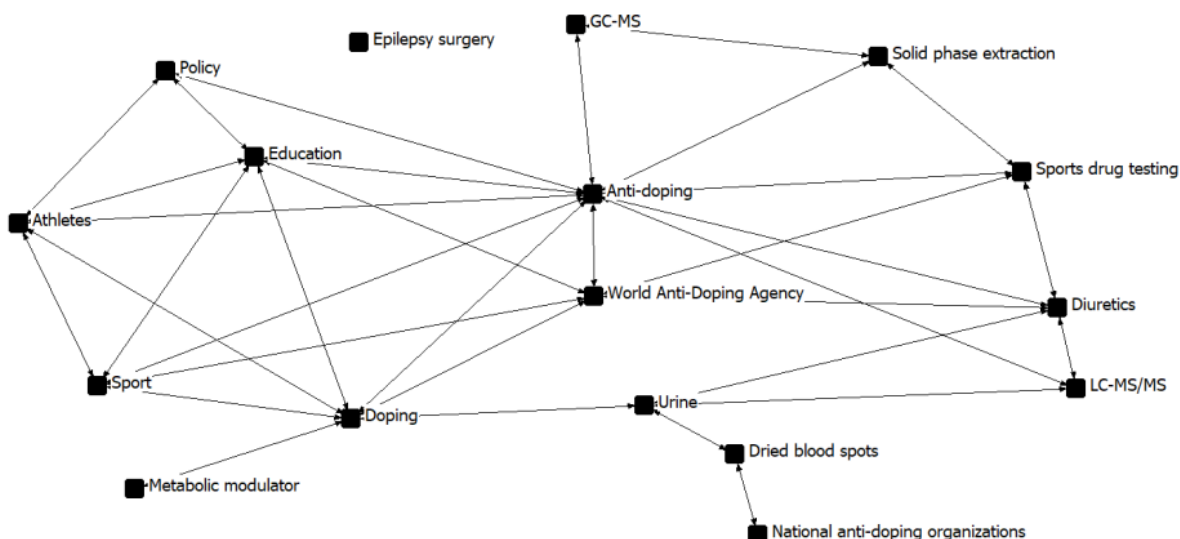 GC-MS
Epilepsy surgery
Solid phase extraction
Policy
Education
Sports drug testing
Anti-doping
Athletes
World Anti-Doping Agency
Diuretics
Sport
LC-MS/MS
Urine
Doping
Dried blood spots
Metabolic modulator
National anti-doping organizations